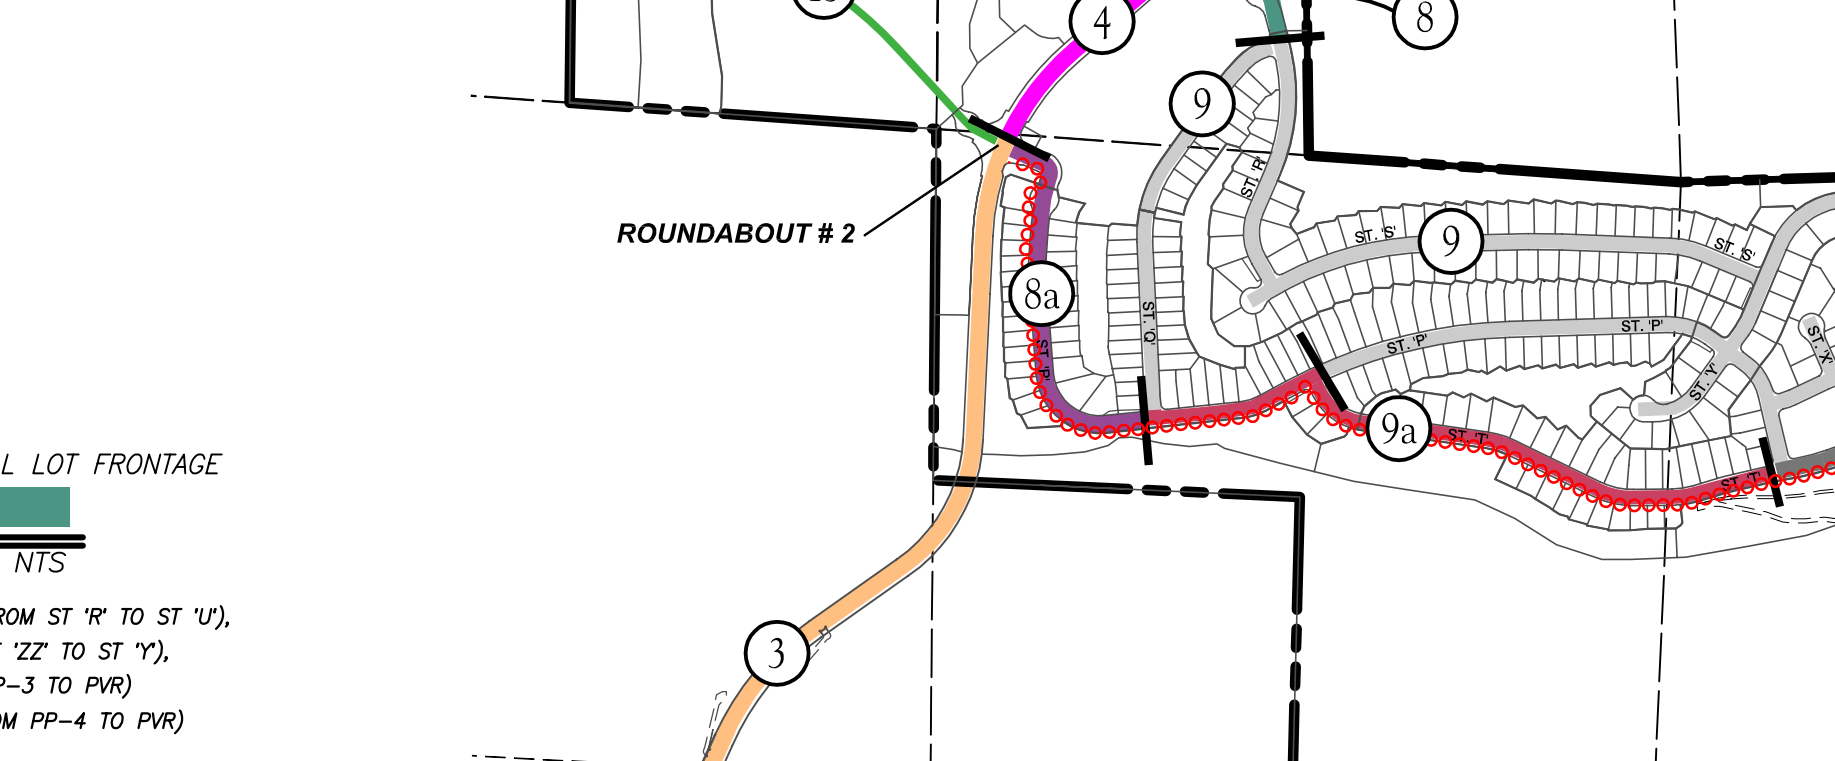 4
8
9
ST. 'R'
ROUNDABOUT # 2
ST. 'S'
9
ST. 'S'
8a
ST. 'Q'
ST. 'P'
ST. 'P'
ST. 'P'
ST. 'X'
ST. 'Y'
9a
ST. 'T'
ST. 'T'
L LOT FRONTAGE
NTS
ROM ST 'R' TO ST 'U'),
'ZZ' TO ST 'Y'),
P-3 TO PVR)
OM PP-4 TO PVR)
3